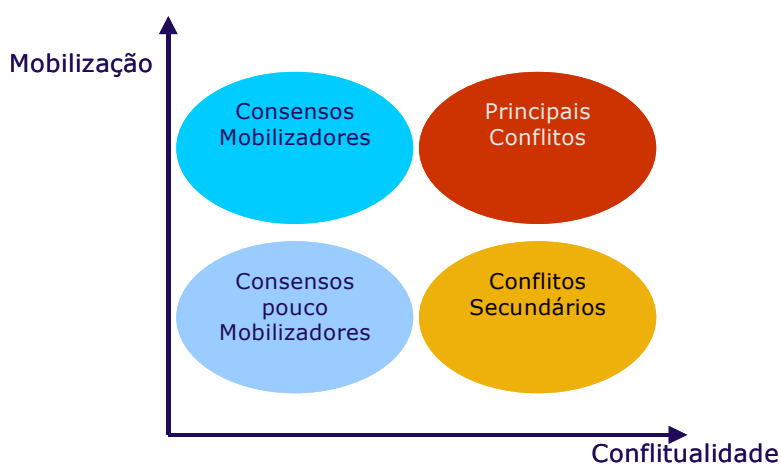 Mobilização
Consensos
Mobilizadores
Principais
Conflitos
Consensos
pouco
Mobilizadores
Conflitos
Secundários
Conflitualidade